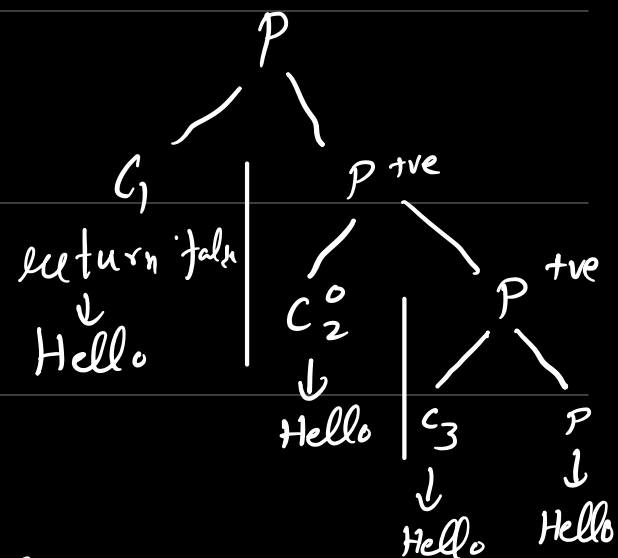 P
C1 P +ve
return false
↓
Hello
C2 0 P +ve
↓
Hello C3 P
↓ ↓
Hello Hello